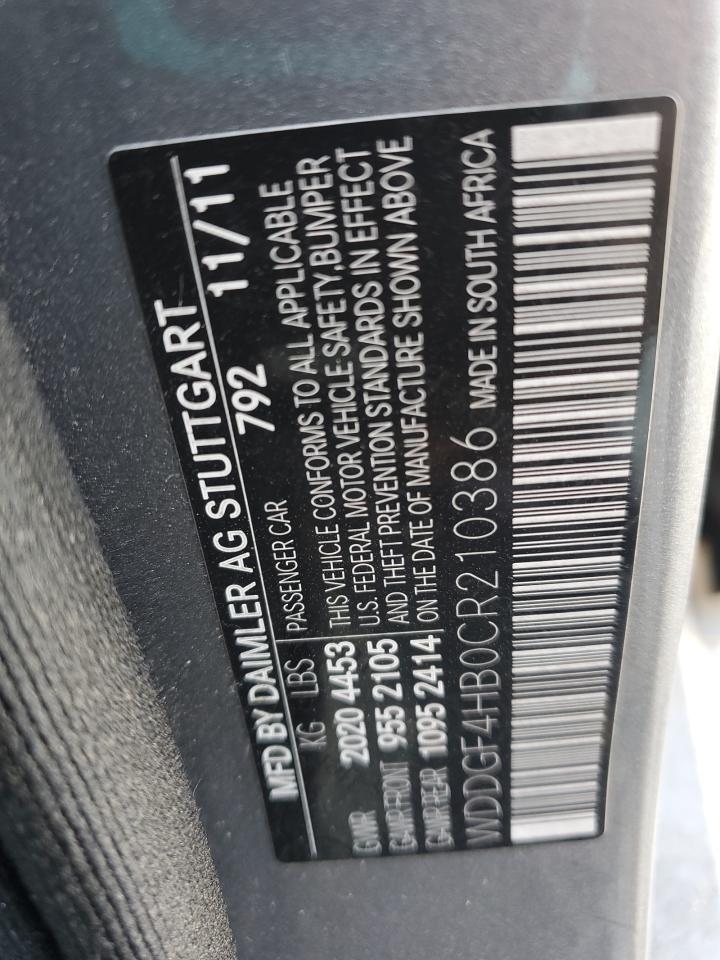 MFD BY DAIMLER AG STUTTGART
792 11/11
KG LBS PASSENGER CAR
GVWR 2020 4453 THIS VEHICLE CONFORMS TO ALL APPLICABLE
GAWR-FRONT 955 2105 U.S. FEDERAL MOTOR VEHICLE SAFETY, BUMPER
GAWR-REAR 1095 2414 AND THEFT PREVENTION STANDARDS IN EFFECT
ON THE DATE OF MANUFACTURE SHOWN ABOVE
WDDGF4HB0CR210386 MADE IN SOUTH AFRICA